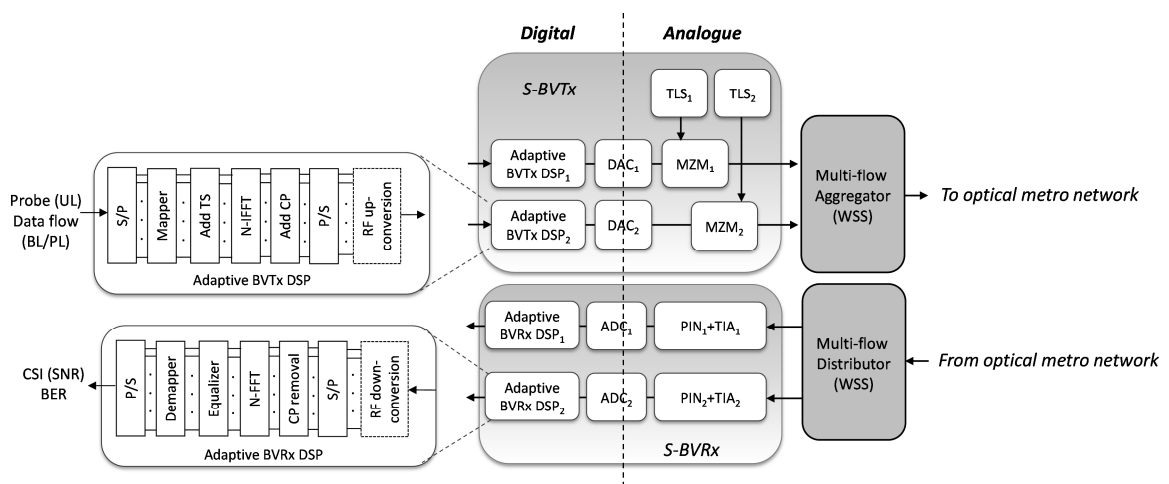 Digital
Analogue
S-BVTx
TLS₁
TLS₂
Adaptive
BVTx DSP₁
DAC₁
MZM₁
Adaptive
BVTx DSP₂
DAC₂
MZM₂
Multi-flow
Aggregator
(WSS)
To optical metro network
Probe (UL)
Data flow
(BL/PL)
S/P
Mapper
Add TS
N-IFFT
Add CP
P/S
RF up-
conversion
Adaptive BVTx DSP
Adaptive
BVRx DSP₁
ADC₁
PIN₁+TIA₁
Adaptive
BVRx DSP₂
ADC₂
PIN₂+TIA₂
S-BVRx
Multi-flow
Distributor
(WSS)
From optical metro network
CSI (SNR)
BER
P/S
Demapper
Equalizer
N-FFT
CP removal
S/P
RF down-
conversion
Adaptive BVRx DSP